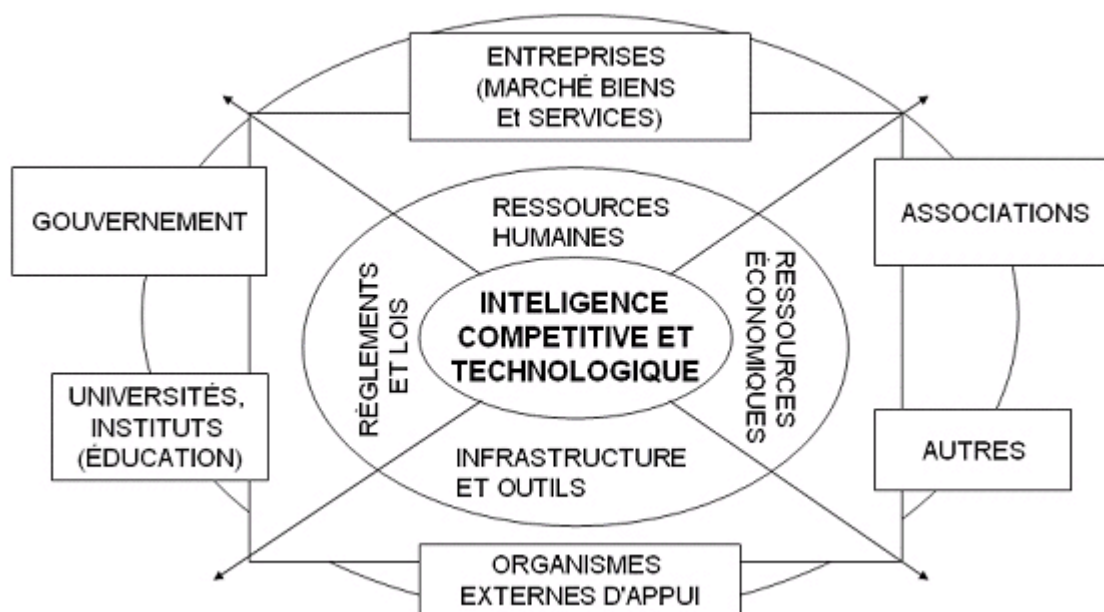 ENTREPRISES
(MARCHÉ BIENS
Et SERVICES)
GOUVERNEMENT
ASSOCIATIONS
RESSOURCES
HUMAINES
RÉGLEMENTS
ET LOIS
INTELIGENCE
COMPETITIVE ET
TECHNOLOGIQUE
RESSOURCES
ÉCONOMIQUES
UNIVERSITÉS,
INSTITUTS
(ÉDUCATION)
INFRASTRUCTURE
ET OUTILS
AUTRES
ORGANISMES
EXTERNES D'APPUI